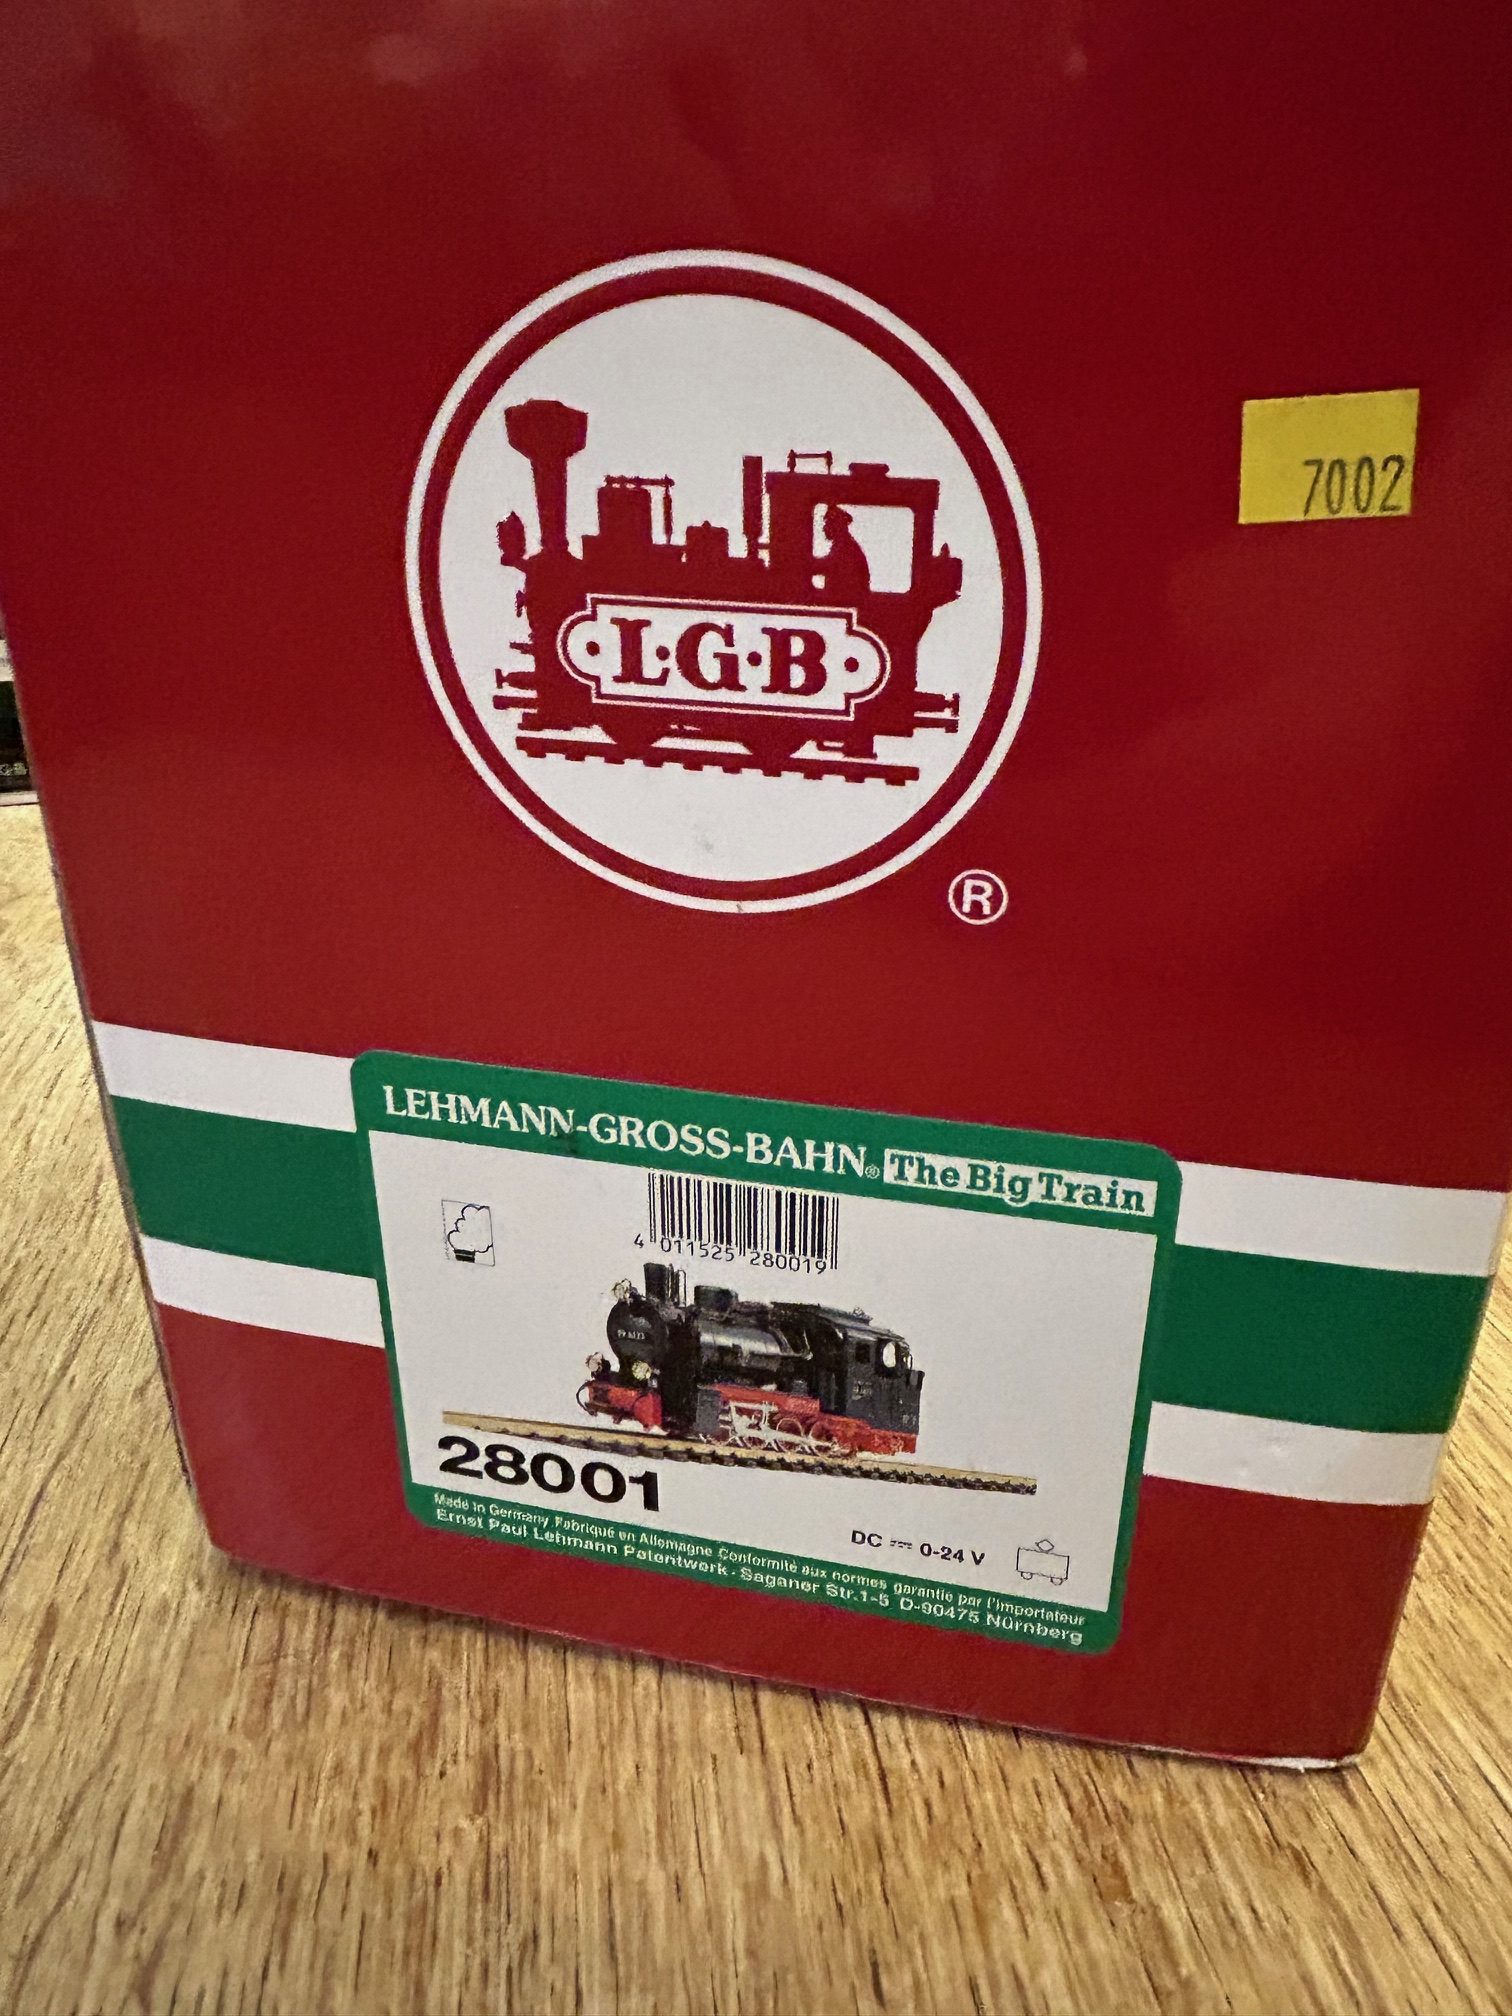 7002
L·G·B
®
LEHMANN-GROSS-BAHN® The Big Train
4 011525 280019
28001
DC 0-24 V
Made in Germany Fabriqué en Allemagne Conformité aux normes garantie par l'importateur
Ernst Paul Lehmann Patentwerk · Saganer Str. 1-5 D-90475 Nürnberg